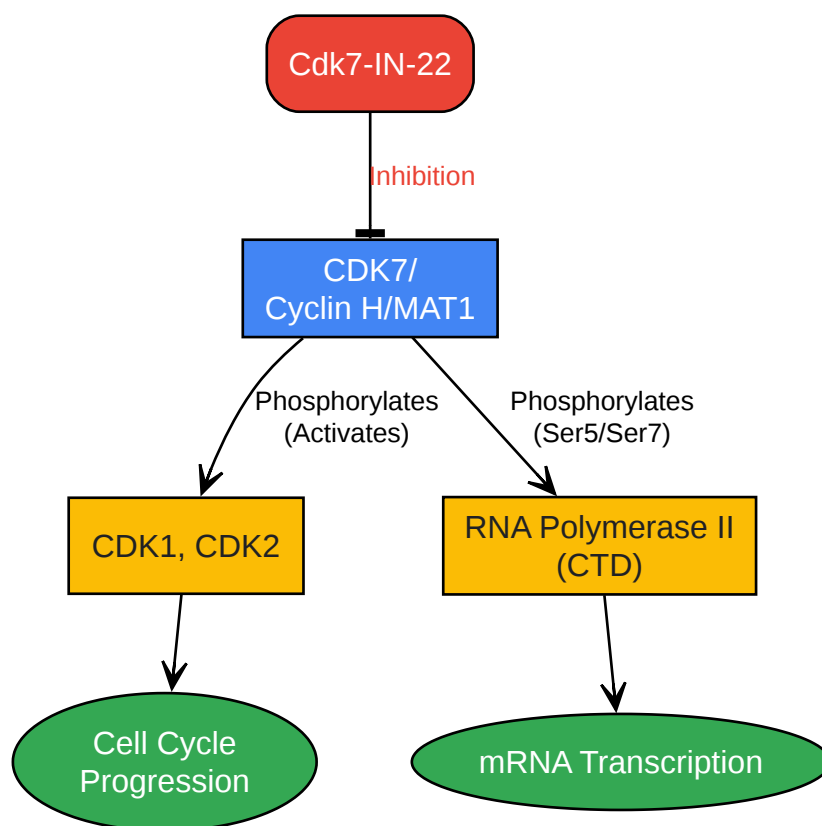 Cdk7-IN-22
Inhibition
CDK7/
Cyclin H/MAT1
Phosphorylates
(Activates)
Phosphorylates
(Ser5/Ser7)
CDK1, CDK2
RNA Polymerase II
(CTD)
Cell Cycle
Progression
mRNA Transcription